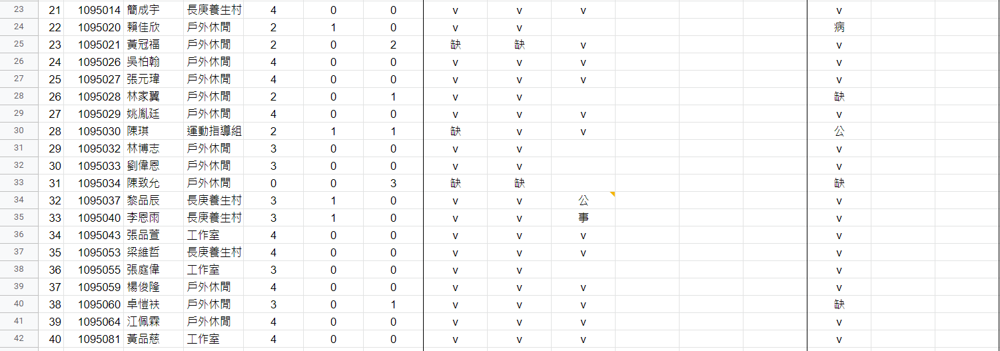 23 21 1095014 簡成宇 長庚養生村 4 0 0 v v v v
24 22 1095020 賴佳欣 戶外休閒 2 1 0 v v 病
25 23 1095021 黃冠福 戶外休閒 2 0 2 缺 缺 v v
26 24 1095026 吳柏翰 戶外休閒 4 0 0 v v v v
27 25 1095027 張元瑋 戶外休閒 4 0 0 v v v v
28 26 1095028 林家翼 戶外休閒 2 0 1 v v 缺
29 27 1095029 姚胤廷 戶外休閒 4 0 0 v v v v
30 28 1095030 陳琪 運動指導組 2 1 1 缺 v v 公
31 29 1095032 林博志 戶外休閒 3 0 0 v v v
32 30 1095033 劉偉恩 戶外休閒 3 0 0 v v v
33 31 1095034 陳致允 戶外休閒 0 0 3 缺 缺 缺
34 32 1095037 黎品辰 長庚養生村 3 1 0 v v 公 v
35 33 1095040 李恩雨 長庚養生村 3 1 0 v v 事 v
36 34 1095043 張品萱 工作室 4 0 0 v v v v
37 35 1095053 梁維哲 長庚養生村 4 0 0 v v v v
38 36 1095055 張庭偉 工作室 3 0 0 v v v
39 37 1095059 楊俊隆 戶外休閒 4 0 0 v v v v
40 38 1095060 卓愷祆 戶外休閒 3 0 1 v v v 缺
41 39 1095064 江佩霖 戶外休閒 4 0 0 v v v v
42 40 1095081 黃品慈 工作室 4 0 0 v v v v